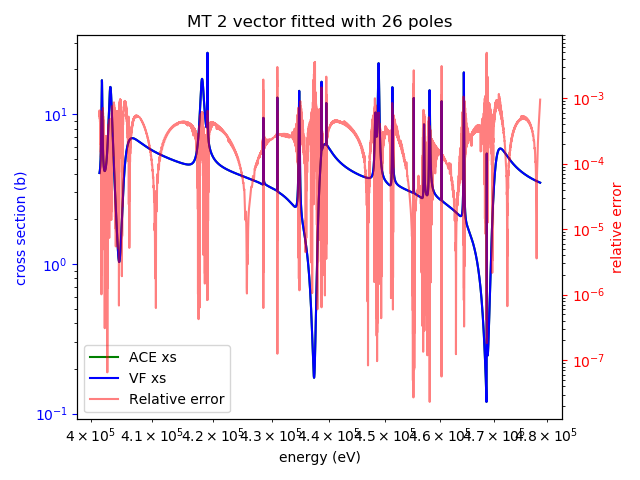 MT 2 vector fitted with 26 poles
cross section (b)
10¹
10⁰
10⁻¹
relative error
10⁻³
10⁻⁴
10⁻⁵
10⁻⁶
10⁻⁷
ACE xs
VF xs
Relative error
4 × 10⁵ 4.1 × 10⁵ 4.2 × 10⁵ 4.3 × 10⁵ 4.4 × 10⁵ 4.5 × 10⁵ 4.6 × 10⁵ 4.7 × 10⁵ 4.8 × 10⁵
energy (eV)